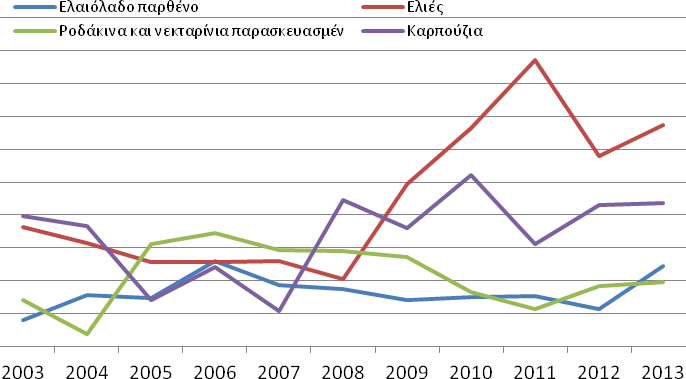 Ελαιόλαδο παρθένο Ελιές
Ροδάκινα και νεκταρίνια παρασκευασμέν Καρπούζια
2003 2004 2005 2006 2007 2008 2009 2010 2011 2012 2013